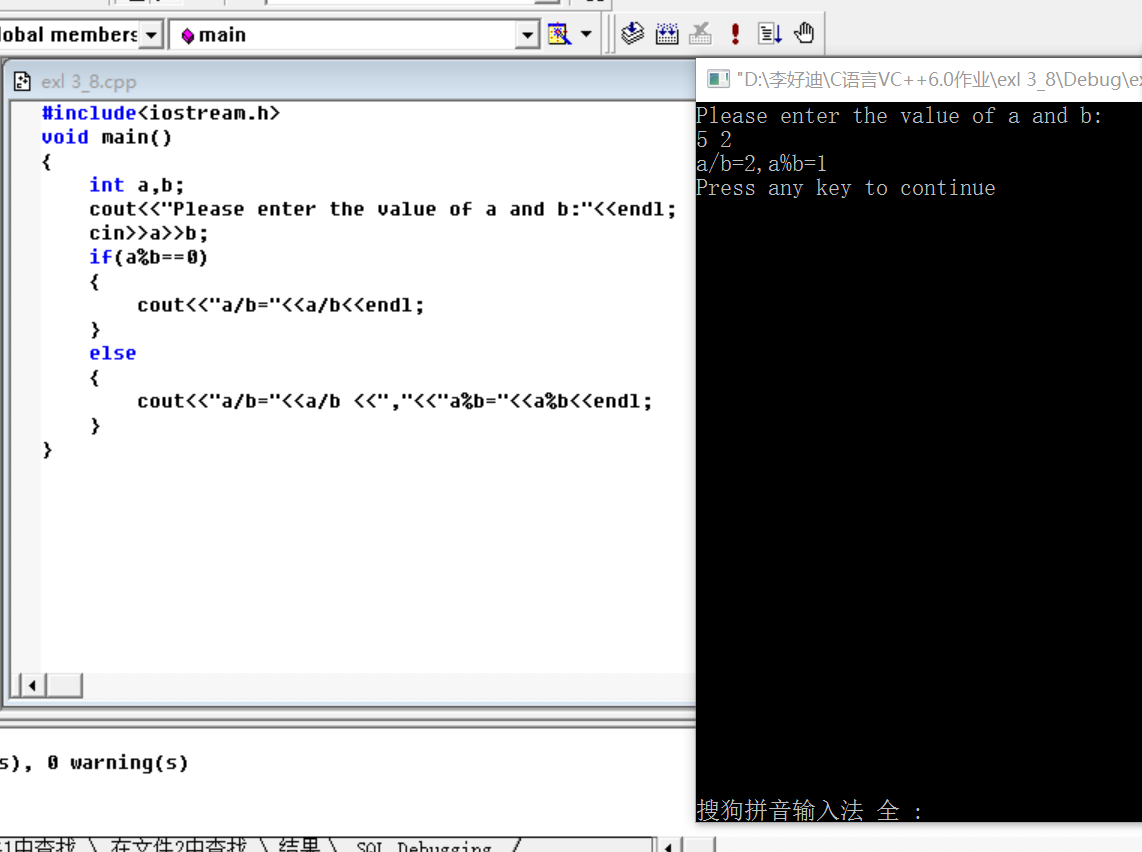 lobal members
main
exl 3_8.cpp
#include<iostream.h>
void main()
{
int a,b;
cout<<"Please enter the value of a and b:"<<endl;
cin>>a>>b;
if(a%b==0)
{
cout<<"a/b="<<a/b<<endl;
}
else
{
cout<<"a/b="<<a/b <<","<<"a%b="<<a%b<<endl;
}
}
s), 0 warning(s)
1中查找 \ 在文件2中查找 \ 结果 \ SQL Debugging /
"D:\李好迪\C语言VC++6.0作业\exl 3_8\Debug\ex
Please enter the value of a and b:
5 2
a/b=2,a%b=1
Press any key to continue
搜狗拼音输入法 全 :